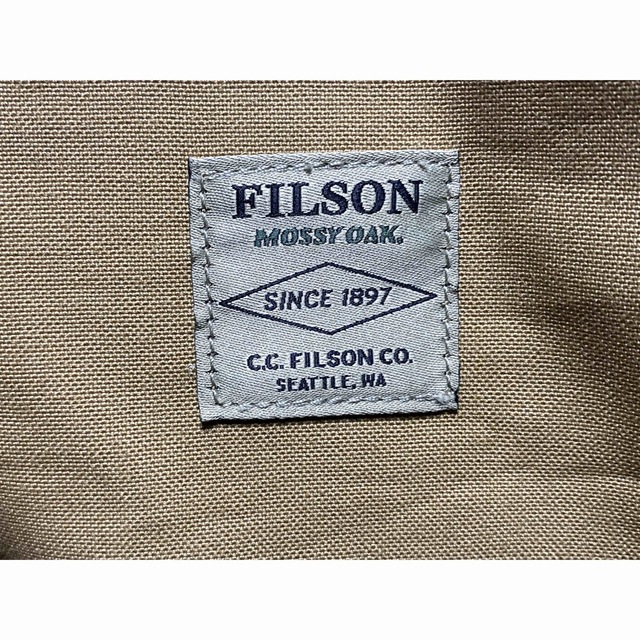 FILSON
MOSSY OAK.
SINCE 1897
C.C. FILSON CO.
SEATTLE, WA